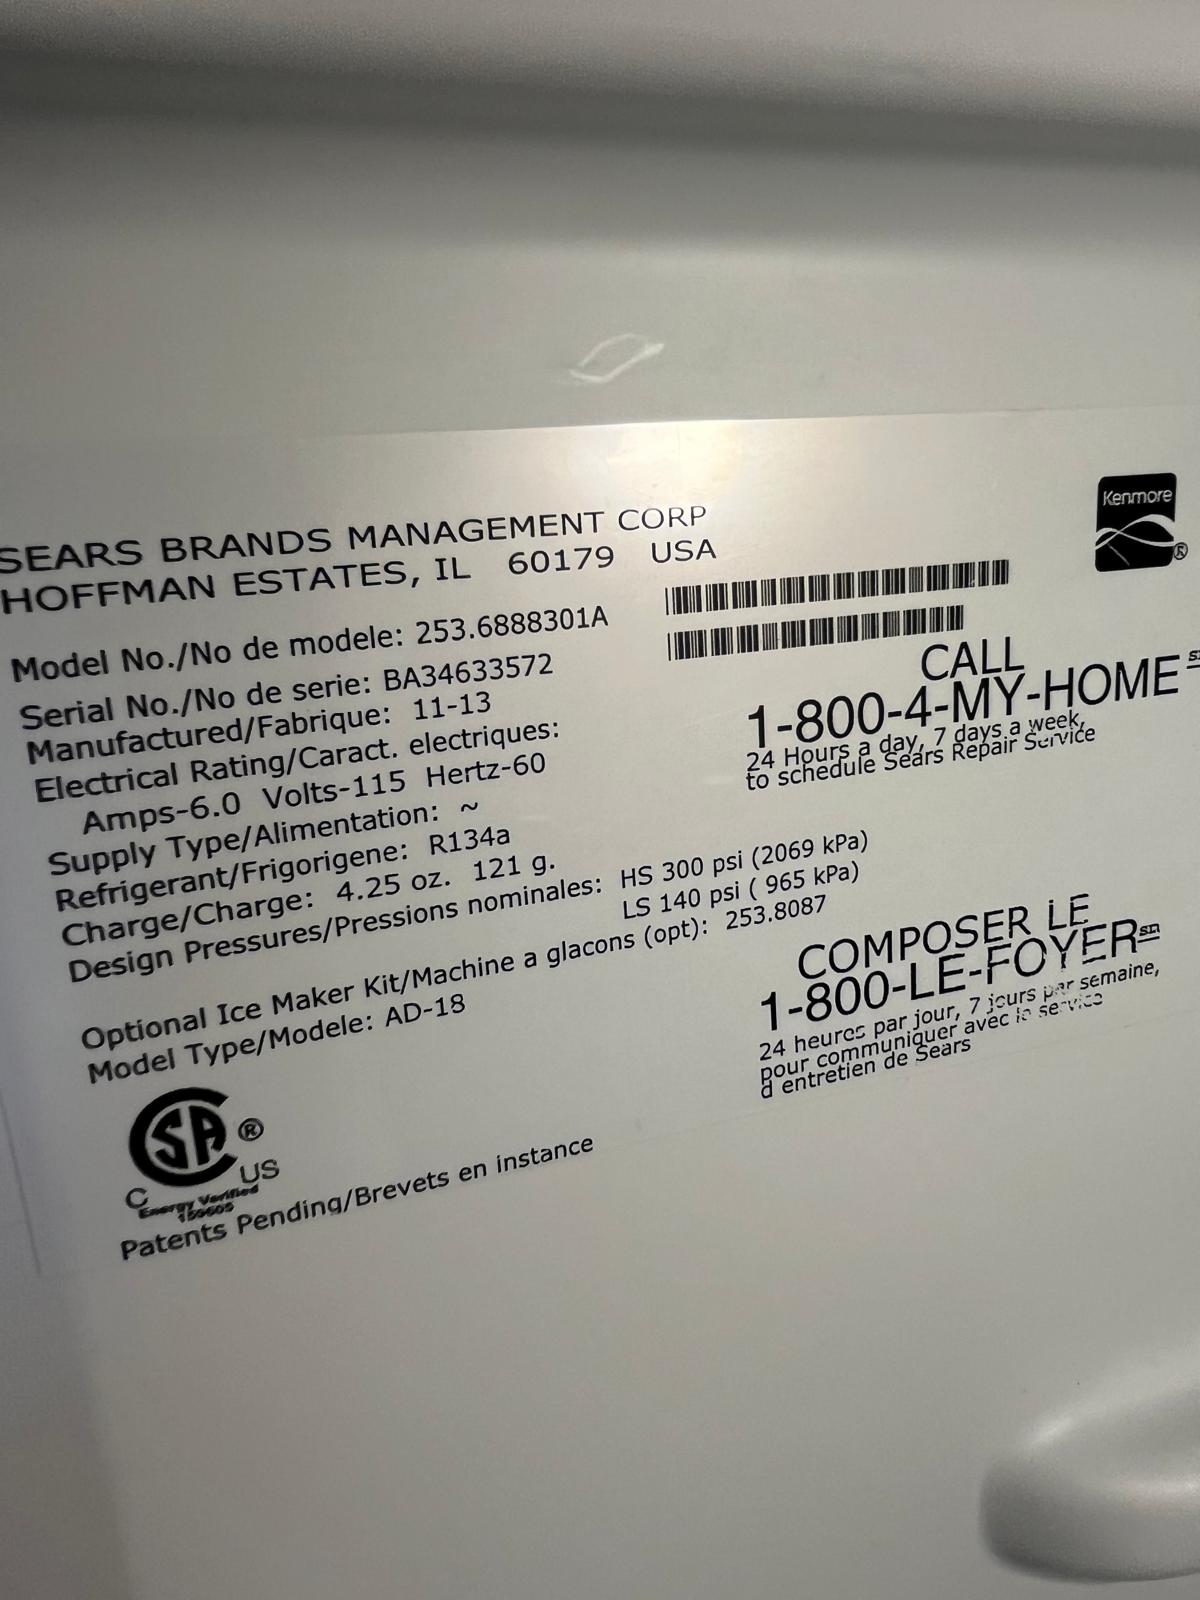 SEARS BRANDS MANAGEMENT CORP
HOFFMAN ESTATES, IL 60179 USA
Kenmore®
Model No./No de modele: 253.6888301A
Serial No./No de serie: BA34633572
Manufactured/Fabrique: 11-13
Electrical Rating/Caract. electriques:
Amps-6.0 Volts-115 Hertz-60
Supply Type/Alimentation: ~
Refrigerant/Frigorigene: R134a
Charge/Charge: 4.25 oz. 121 g.
Design Pressures/Pressions nominales: HS 300 psi (2069 kPa)
LS 140 psi ( 965 kPa)
Optional Ice Maker Kit/Machine a glacons (opt): 253.8087
Model Type/Modele: AD-18
CALL
1-800-4-MY-HOME
24 Hours a day, 7 days a week,
to schedule Sears Repair Service
COMPOSER LE
1-800-LE-FOYER
24 heures par jour, 7 jours par semaine,
pour communiquer avec le service
d entretien de Sears
CSA®
C US
Energy Verified
Patents Pending/Brevets en instance